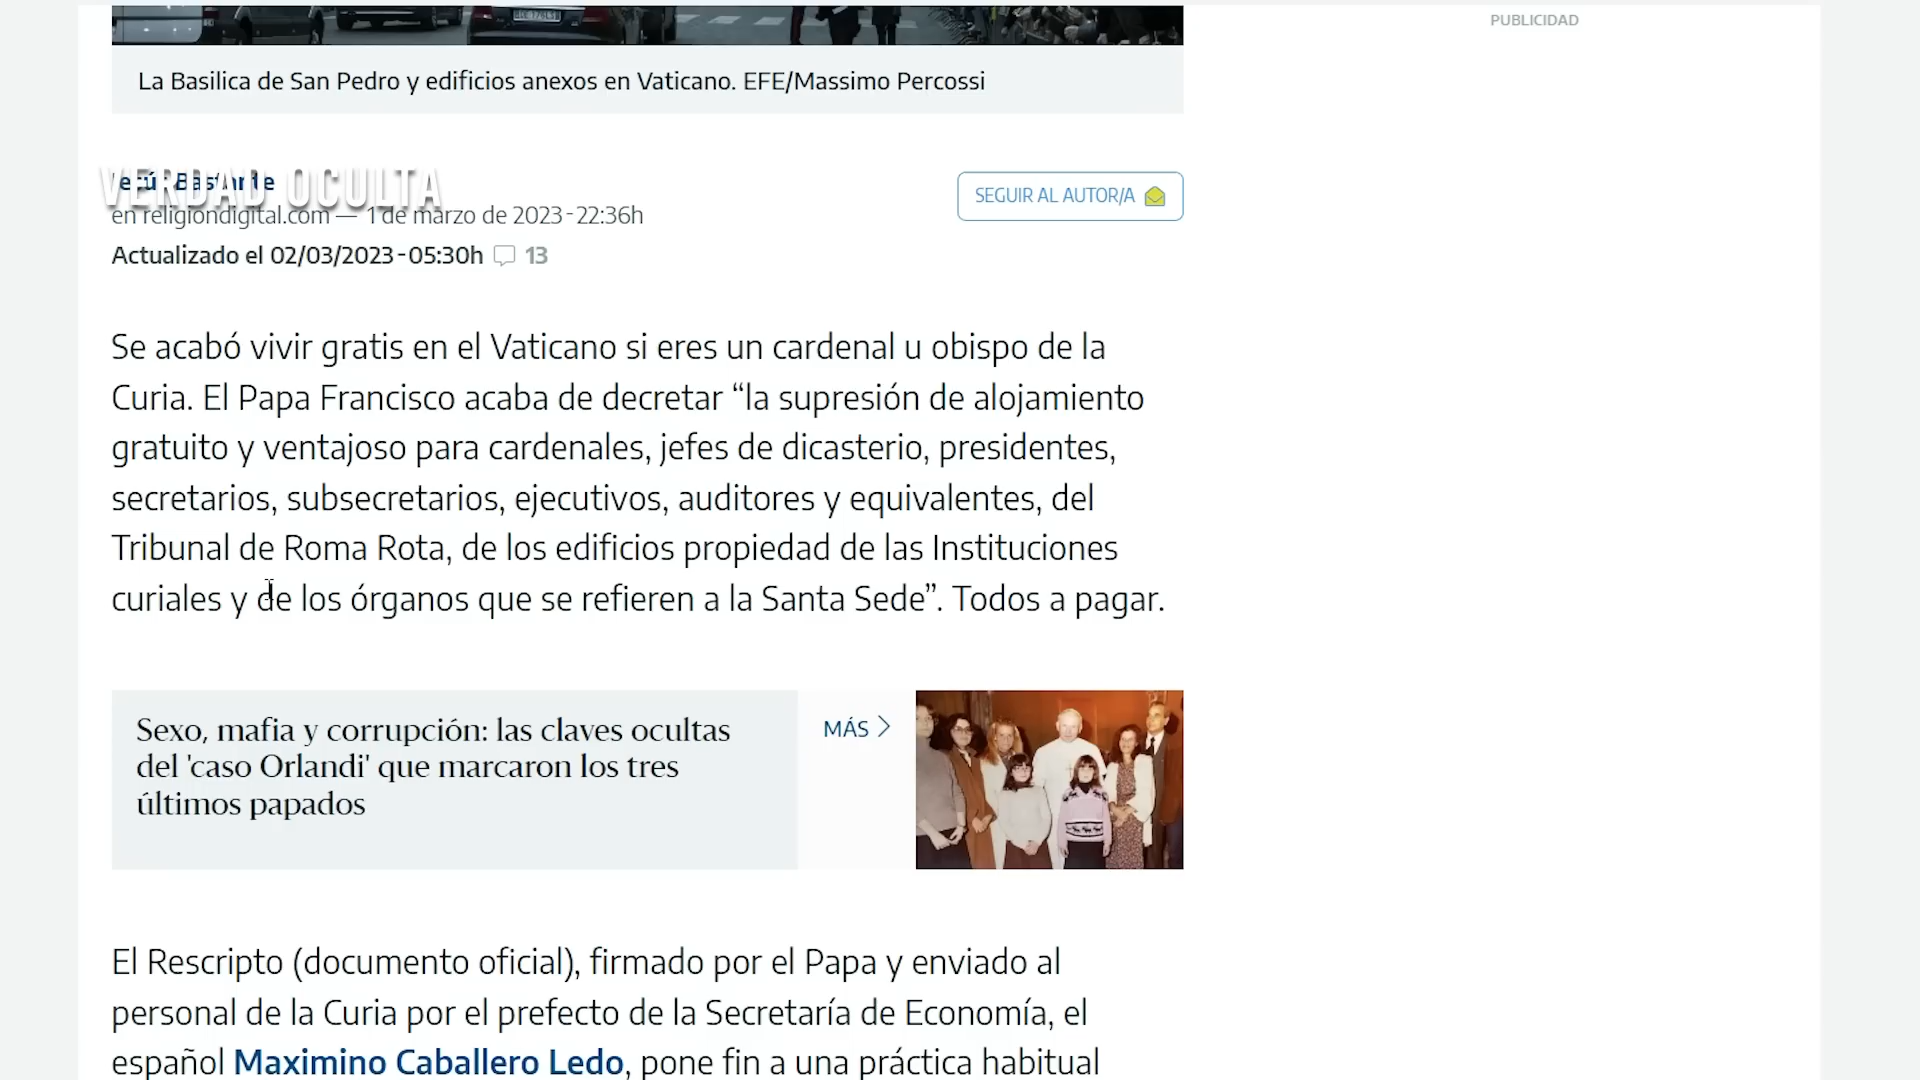 PUBLICIDAD
La Basilica de San Pedro y edificios anexos en Vaticano. EFE/Massimo Percossi
VERDAD OCULTA
Jesús Bastante
en religiondigital.com — 1 de marzo de 2023 - 22:36h
SEGUIR AL AUTOR/A
Actualizado el 02/03/2023 - 05:30h 13
Se acabó vivir gratis en el Vaticano si eres un cardenal u obispo de la
Curia. El Papa Francisco acaba de decretar “la supresión de alojamiento
gratuito y ventajoso para cardenales, jefes de dicasterio, presidentes,
secretarios, subsecretarios, ejecutivos, auditores y equivalentes, del
Tribunal de Roma Rota, de los edificios propiedad de las Instituciones
curiales y de los órganos que se refieren a la Santa Sede”. Todos a pagar.
Sexo, mafia y corrupción: las claves ocultas
del 'caso Orlandi' que marcaron los tres
últimos papados
MÁS
El Rescripto (documento oficial), firmado por el Papa y enviado al
personal de la Curia por el prefecto de la Secretaría de Economía, el
español Maximino Caballero Ledo, pone fin a una práctica habitual